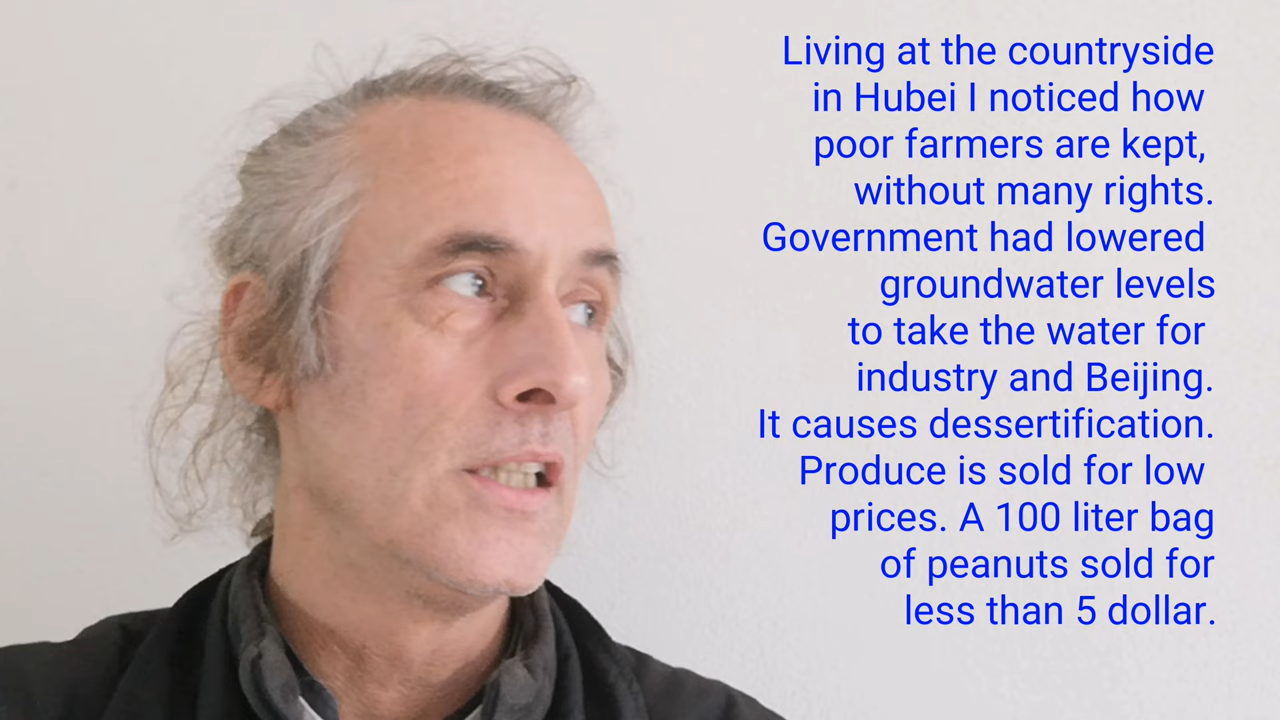 Living at the countryside
in Hubei I noticed how
poor farmers are kept,
without many rights.
Government had lowered
groundwater levels
to take the water for
industry and Beijing.
It causes dessertification.
Produce is sold for low
prices. A 100 liter bag
of peanuts sold for
less than 5 dollar.